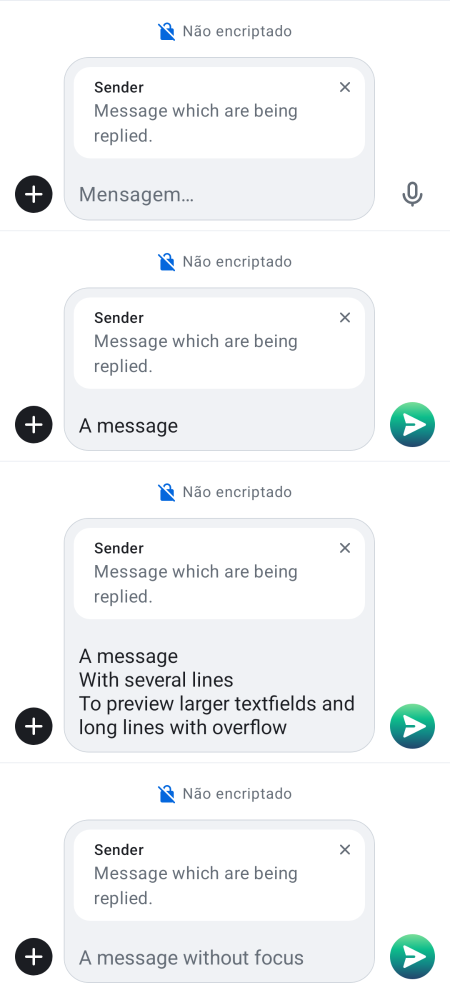 Não encriptado
Sender
Message which are being
replied.
Mensagem…
Não encriptado
Sender
Message which are being
replied.
A message
Não encriptado
Sender
Message which are being
replied.
A message
With several lines
To preview larger textfields and
long lines with overflow
Não encriptado
Sender
Message which are being
replied.
A message without focus